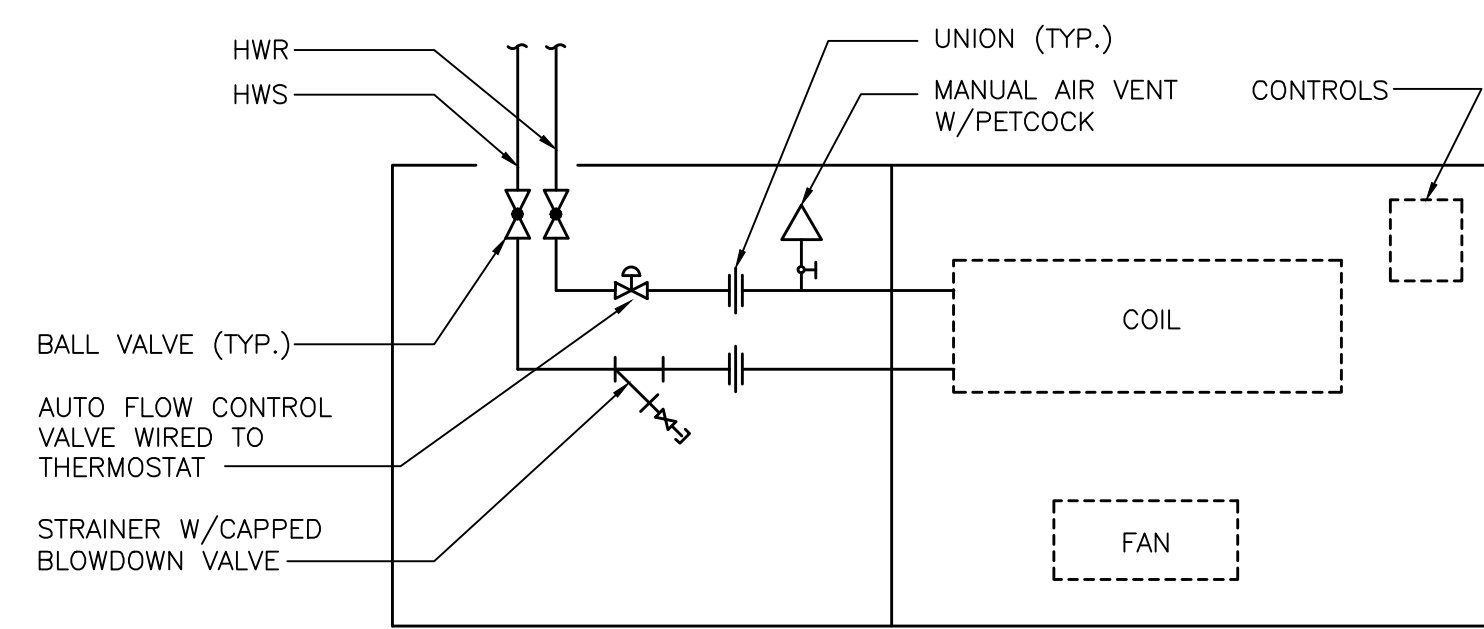 HWR
HWS
UNION (TYP.)
MANUAL AIR VENT
W/PETCOCK
CONTROLS
COIL
BALL VALVE (TYP.)
AUTO FLOW CONTROL
VALVE WIRED TO
THERMOSTAT
STRAINER W/CAPPED
BLOWDOWN VALVE
FAN